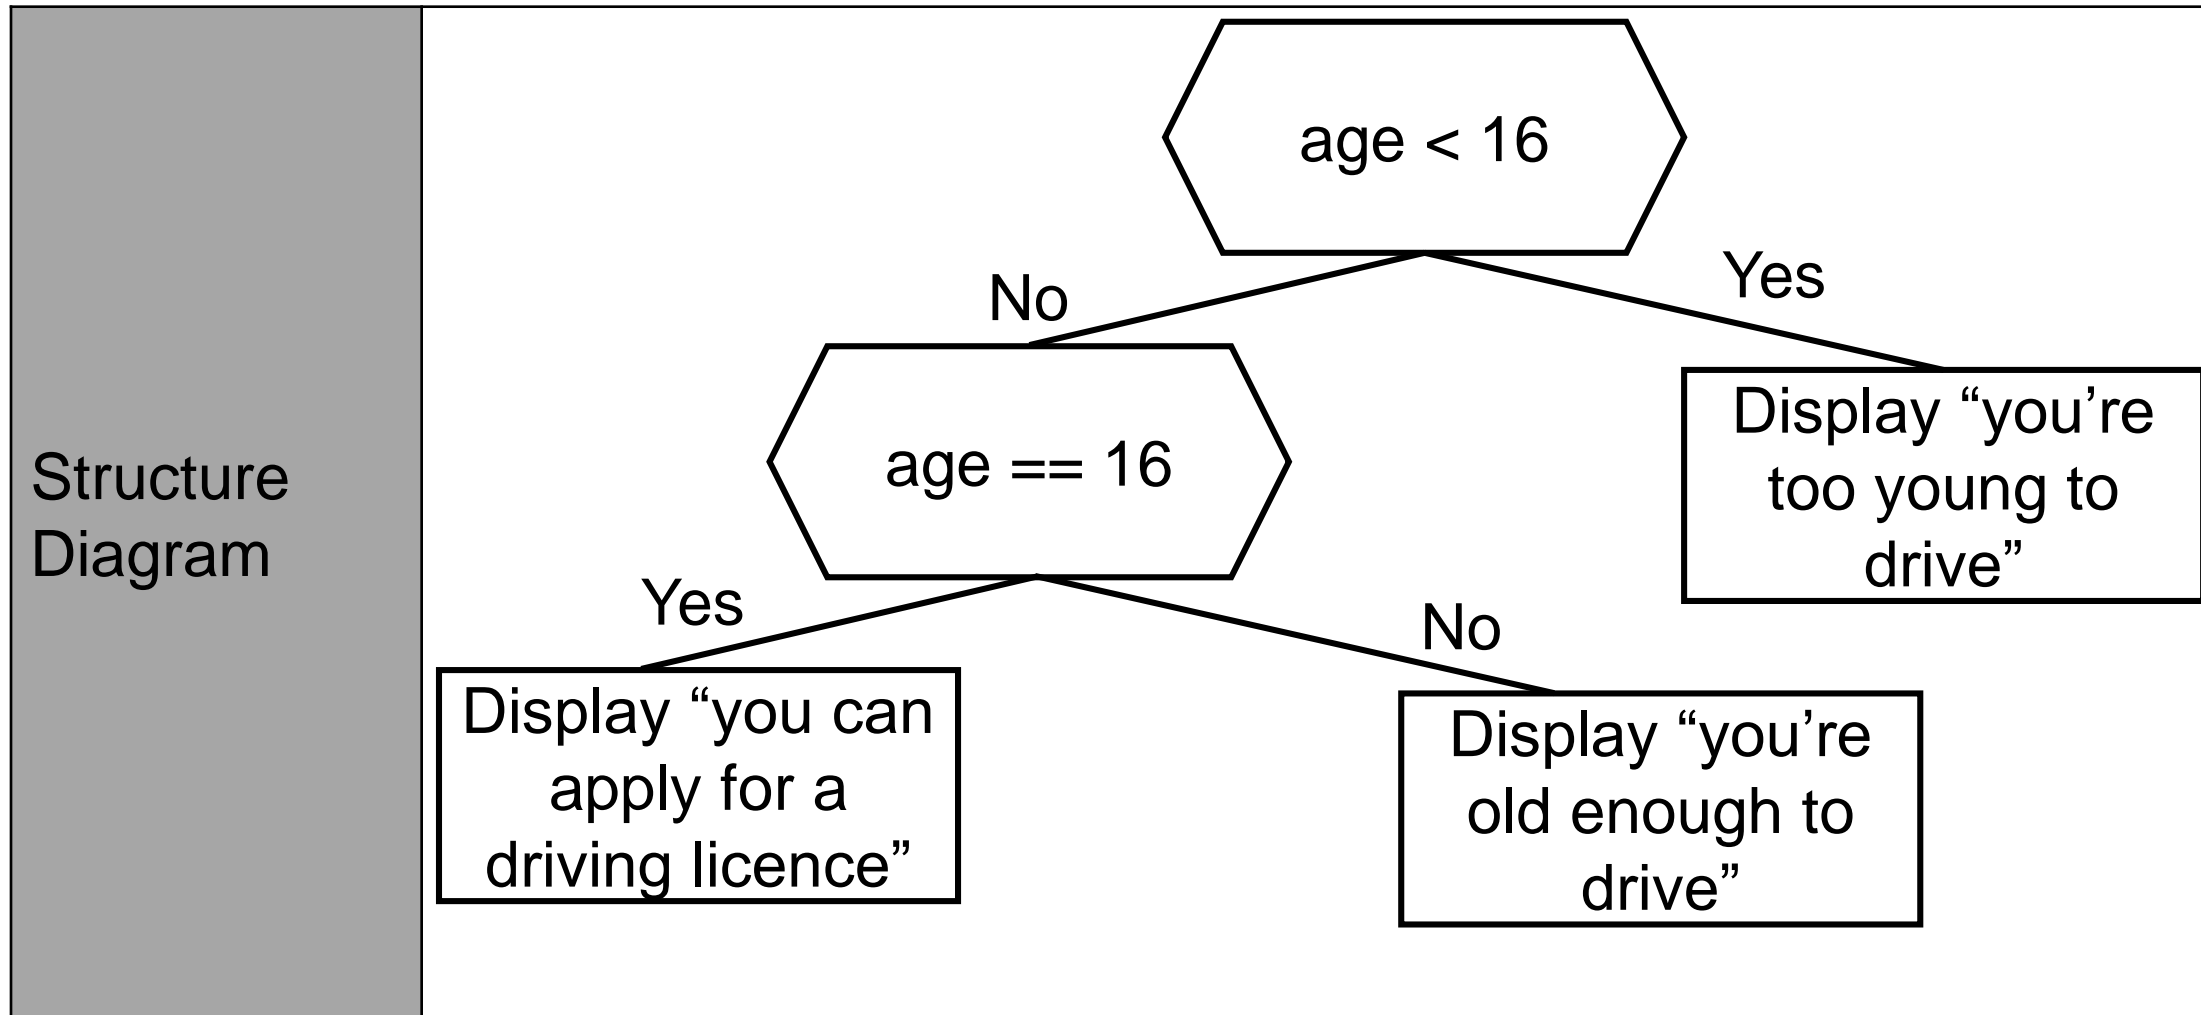 Structure
Diagram
age < 16
No
Yes
age == 16
Display “you’re
too young to
drive”
Yes
No
Display “you can
apply for a
driving licence”
Display “you’re
old enough to
drive”